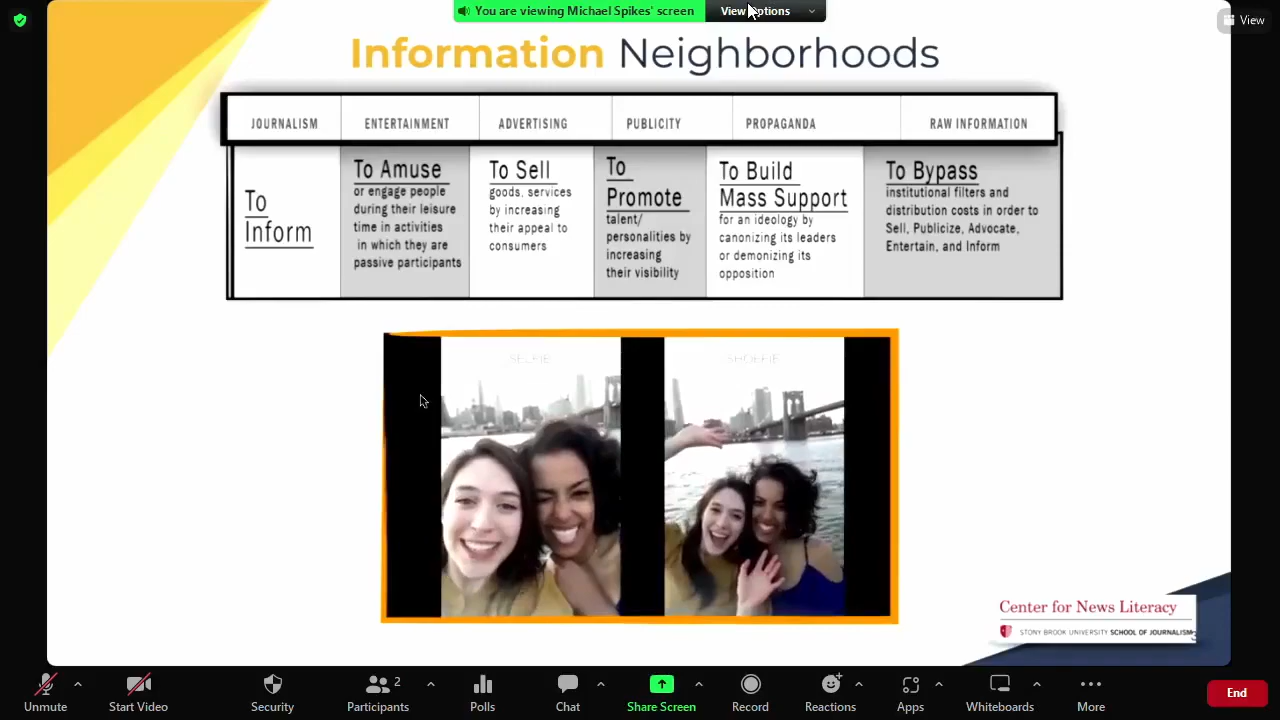 You are viewing Michael Spikes' screen
View Options
View
Information Neighborhoods
JOURNALISM
ENTERTAINMENT
ADVERTISING
PUBLICITY
PROPAGANDA
RAW INFORMATION
To
Inform
To Amuse
or engage people
during their leisure
time in activities
in which they are
passive participants
To Sell
goods, services
by increasing
their appeal to
consumers
To
Promote
talent/
personalities by
increasing
their visibility
To Build
Mass Support
for an ideology by
canonizing its leaders
or demonizing its
opposition
To Bypass
institutional filters and
distribution costs in order to
Sell, Publicize, Advocate,
Entertain, and Inform
SELFIE
SHOEFIE
Center for News Literacy
STONY BROOK UNIVERSITY SCHOOL OF JOURNALISM
Unmute
Start Video
Security
2
Participants
Polls
Chat
Share Screen
Record
Reactions
Apps
Whiteboards
More
End